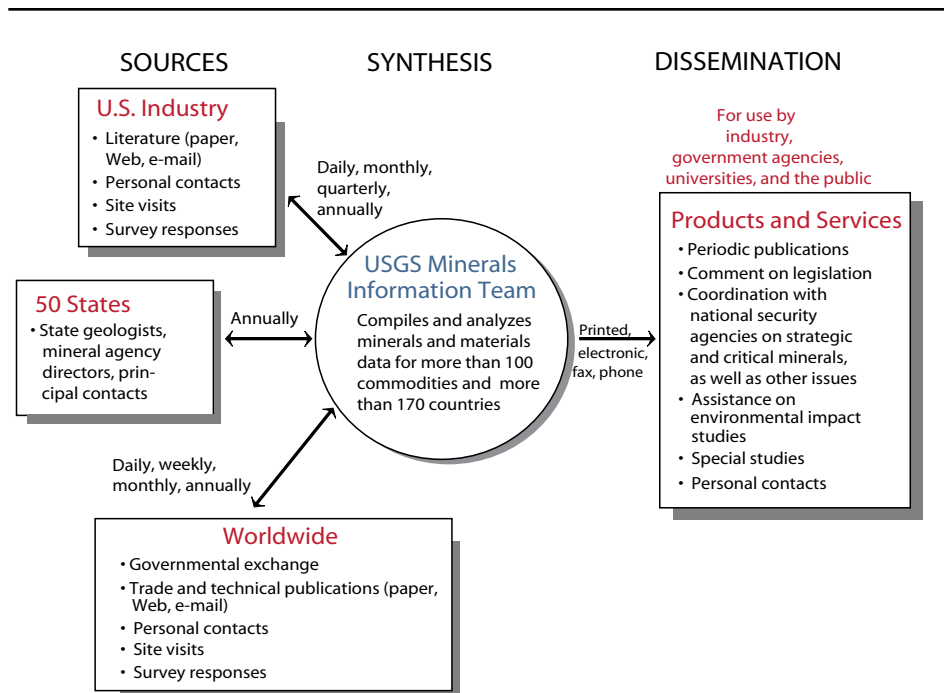 SOURCES
SYNTHESIS
DISSEMINATION
U.S. Industry
• Literature (paper,
Web, e-mail)
• Personal contacts
• Site visits
• Survey responses
Daily, monthly,
quarterly,
annually
50 States
• State geologists,
mineral agency
directors, prin-
cipal contacts
Annually
Daily, weekly,
monthly, annually
Worldwide
• Governmental exchange
• Trade and technical publications (paper,
Web, e-mail)
• Personal contacts
• Site visits
• Survey responses
USGS Minerals
Information Team
Compiles and analyzes
minerals and materials
data for more than 100
commodities and more
than 170 countries
Printed,
electronic,
fax, phone
For use by
industry,
government agencies,
universities, and the public
Products and Services
• Periodic publications
• Comment on legislation
• Coordination with
national security
agencies on strategic
and critical minerals,
as well as other issues
• Assistance on
environmental impact
studies
• Special studies
• Personal contacts